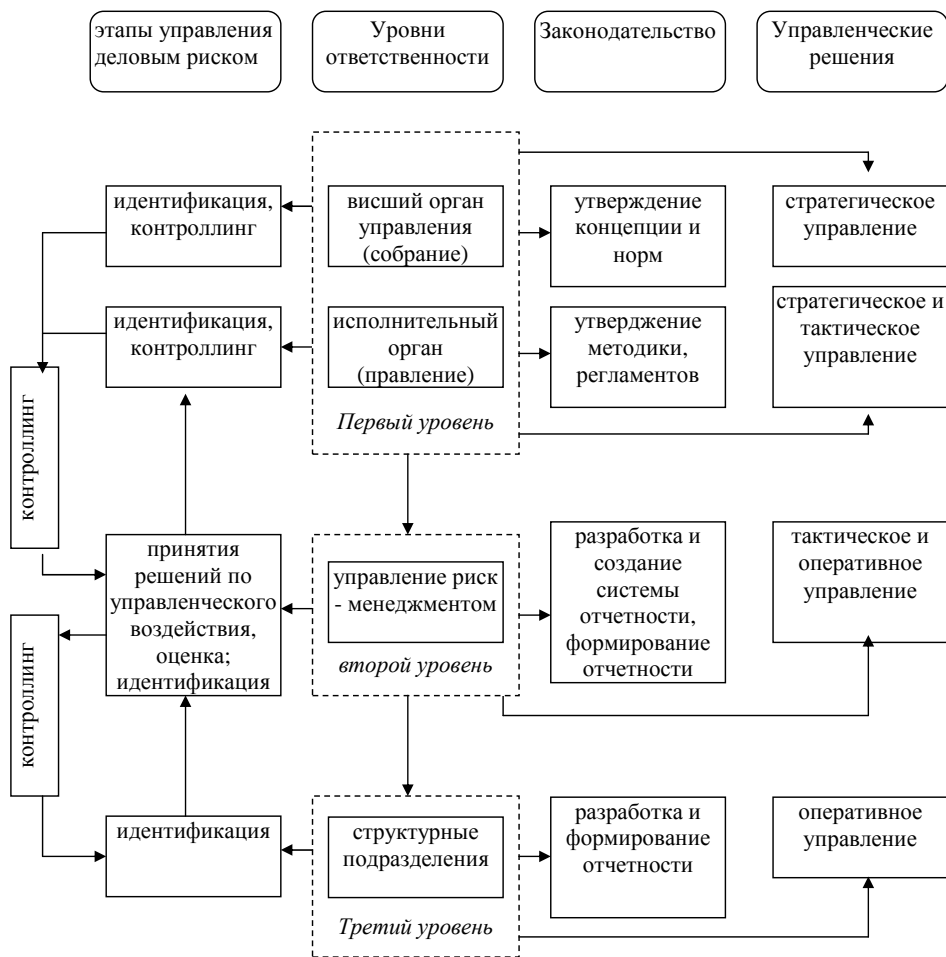 этапы управления
деловым риском
Уровни
ответственности
Законодательство
Управленческие
решения
идентификация,
контроллинг
висший орган
управления
(собрание)
утверждение
концепции и
норм
стратегическое
управление
идентификация,
контроллинг
исполнительный
орган
(правление)
Первый уровень
утверджение
методики,
регламентов
стратегическое и
тактическое
управление
контроллинг
принятия
решений по
управленческого
воздействия,
оценка;
идентификация
управление риск
- менеджментом
второй уровень
разработка и
создание
системы
отчетности,
формирование
отчетности
тактическое и
оперативное
управление
контроллинг
идентификация
структурные
подразделения
Третий уровень
разработка и
формирование
отчетности
оперативное
управление